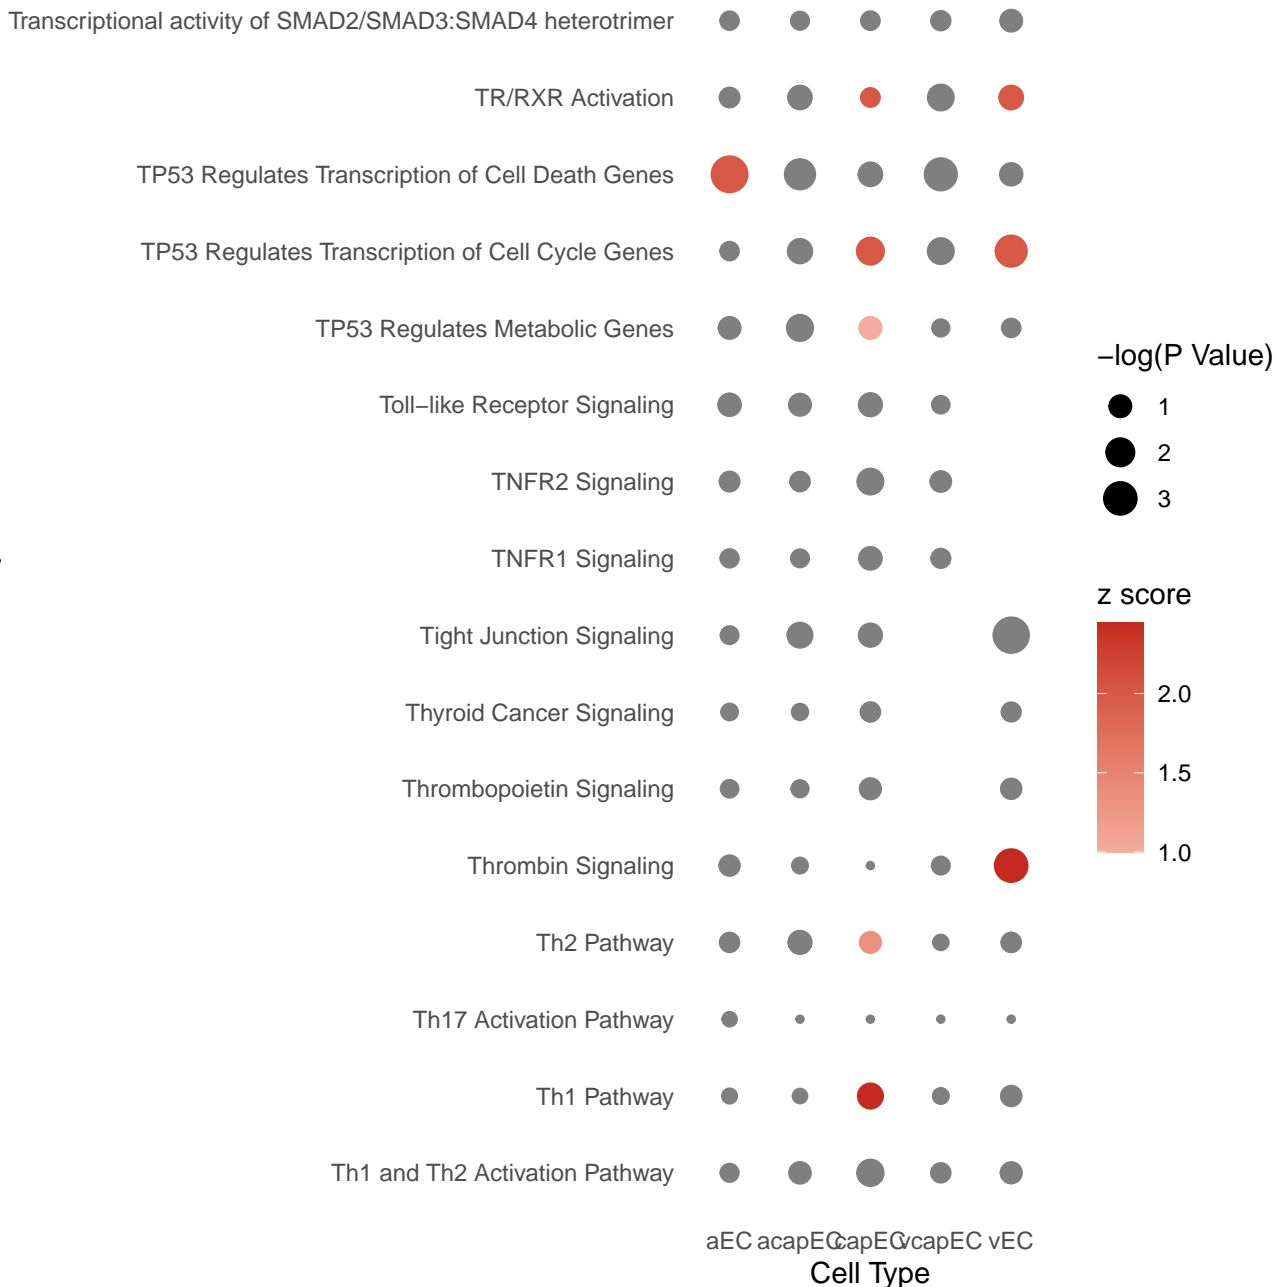 Transcriptional activity of SMAD2/SMAD3:SMAD4 heterotrimer
TR/RXR Activation
TP53 Regulates Transcription of Cell Death Genes
TP53 Regulates Transcription of Cell Cycle Genes
TP53 Regulates Metabolic Genes
Toll−like Receptor Signaling
TNFR2 Signaling
TNFR1 Signaling
Tight Junction Signaling
Thyroid Cancer Signaling
Thrombopoietin Signaling
Thrombin Signaling
Th2 Pathway
Th17 Activation Pathway
Th1 Pathway
Th1 and Th2 Activation Pathway
aEC acapEC capEC vcapEC vEC
Cell Type
−log(P Value)
1
2
3
z score
2.0
1.5
1.0